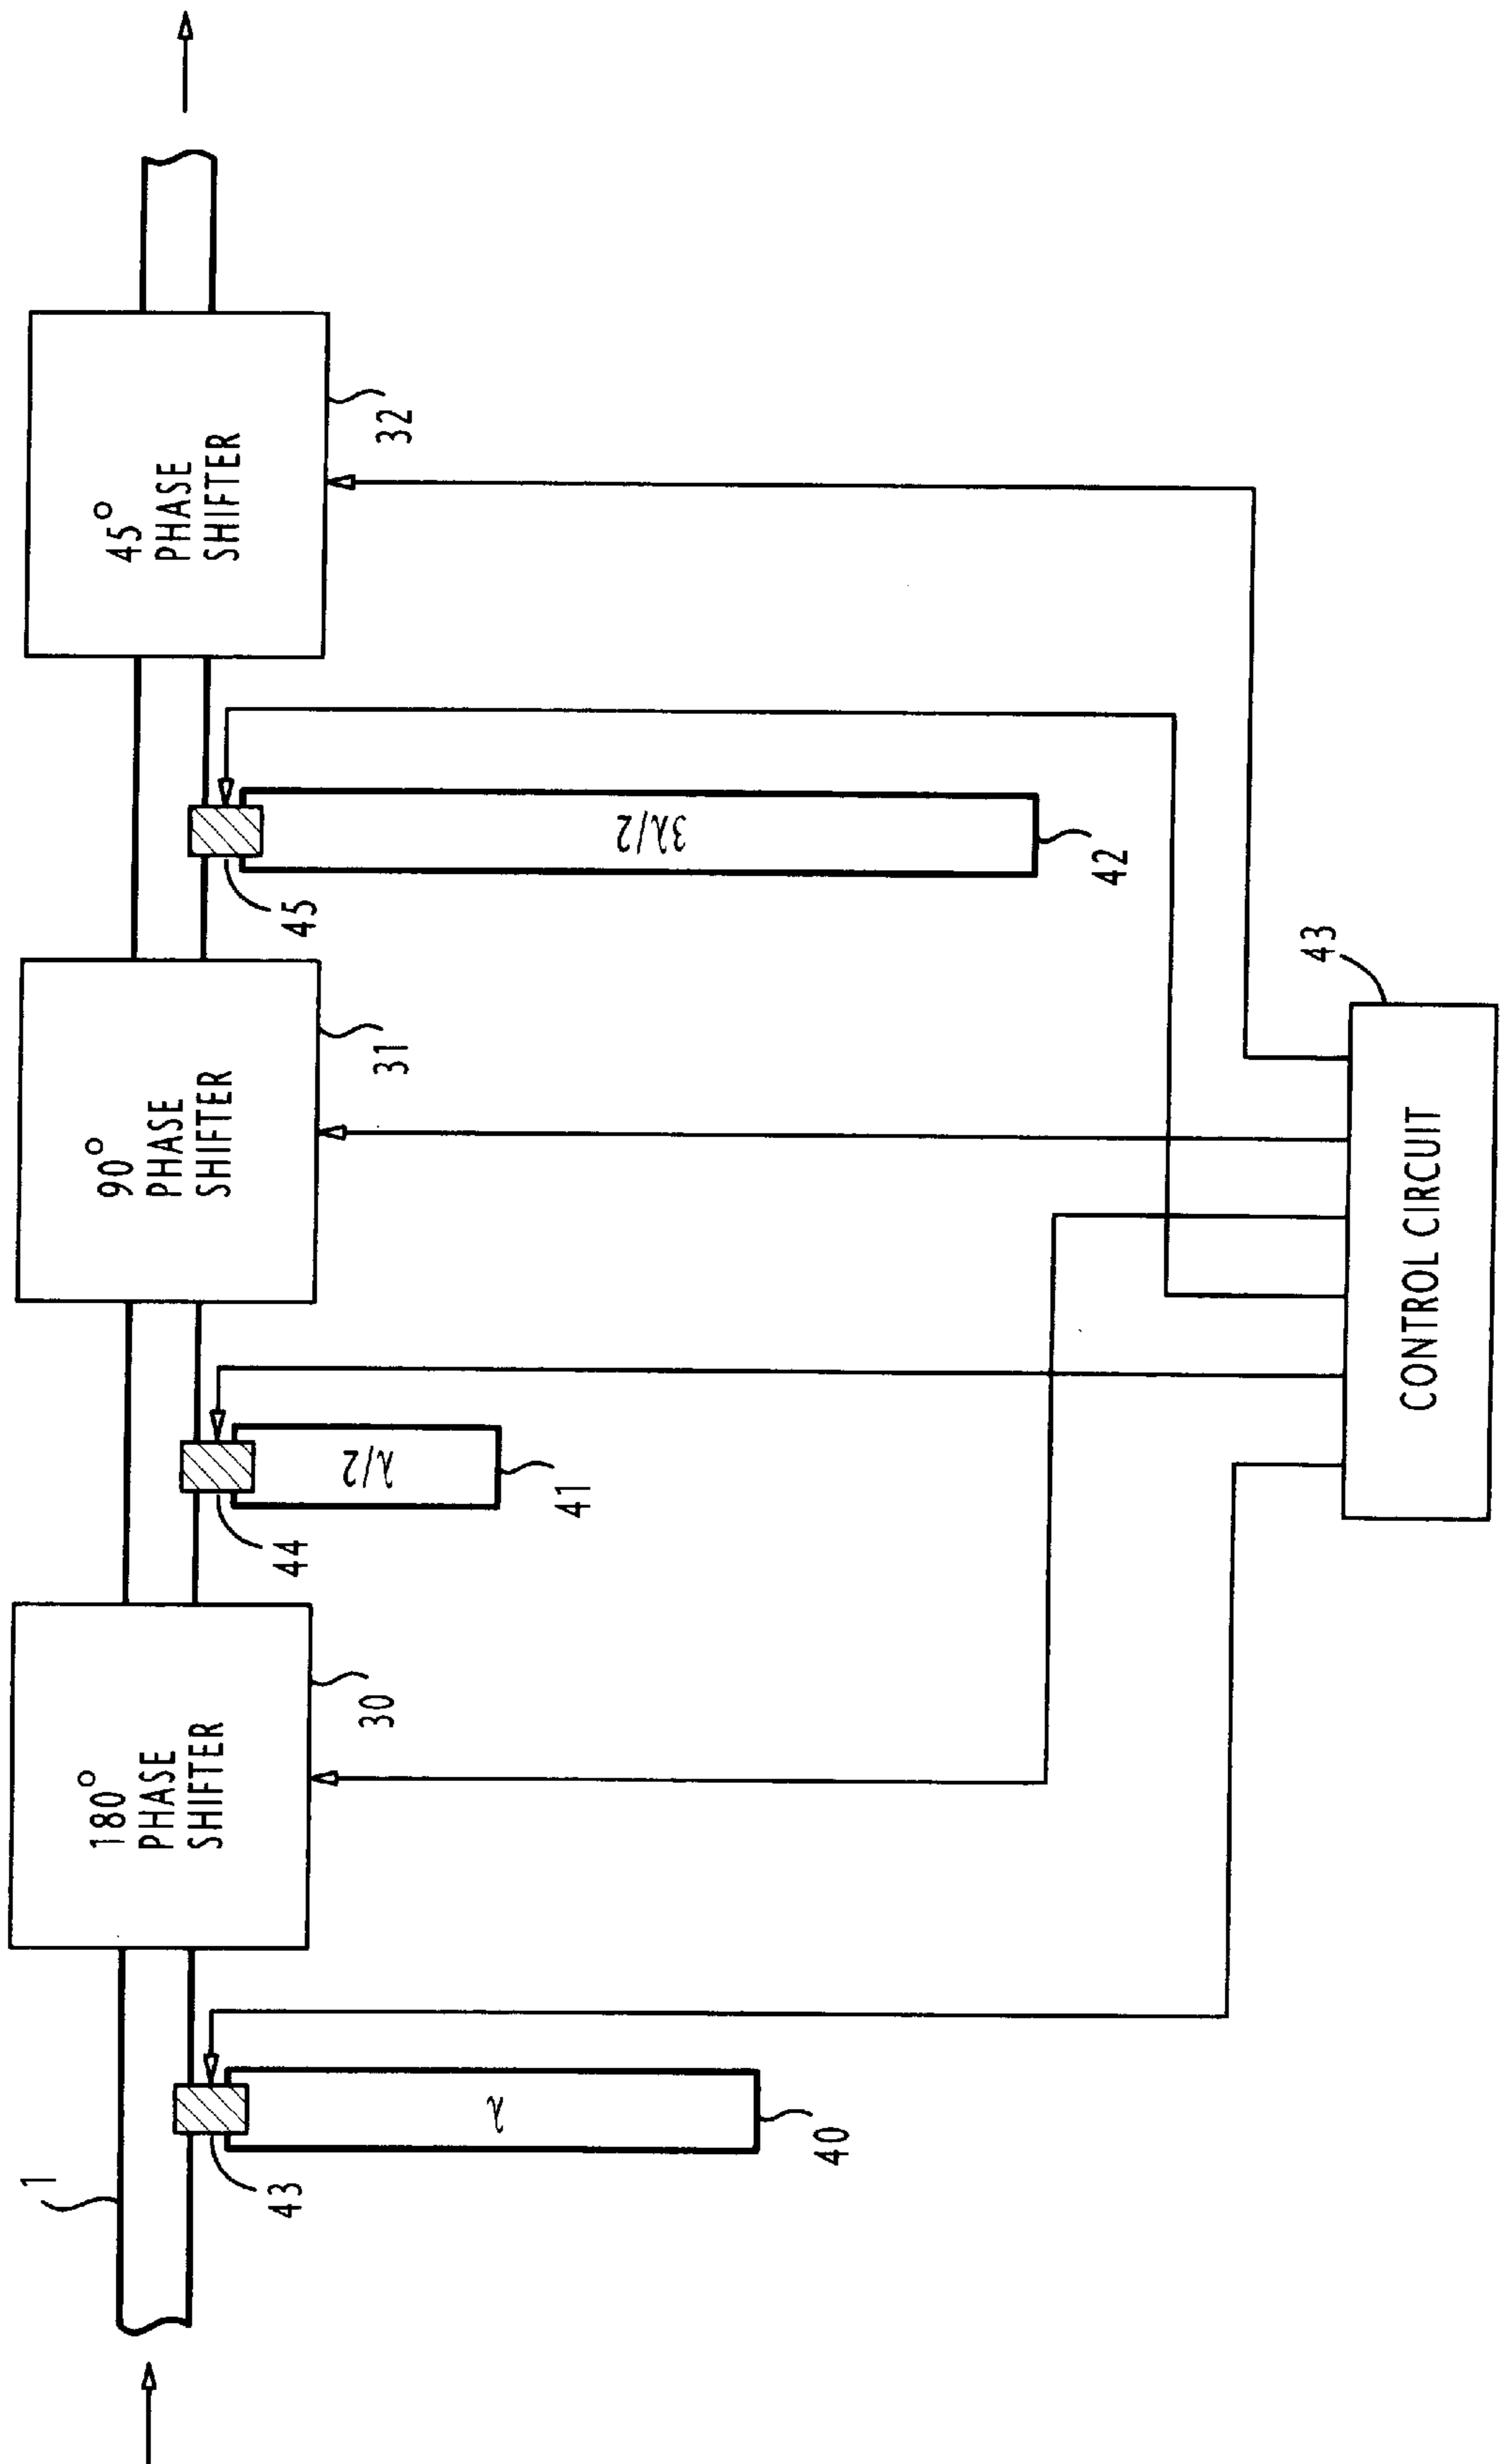 1
180°
PHASE
SHIFTER
30
90°
PHASE
SHIFTER
31
45°
PHASE
SHIFTER
32
43
λ
40
44
λ/2
41
45
3λ/2
42
43
CONTROL CIRCUIT